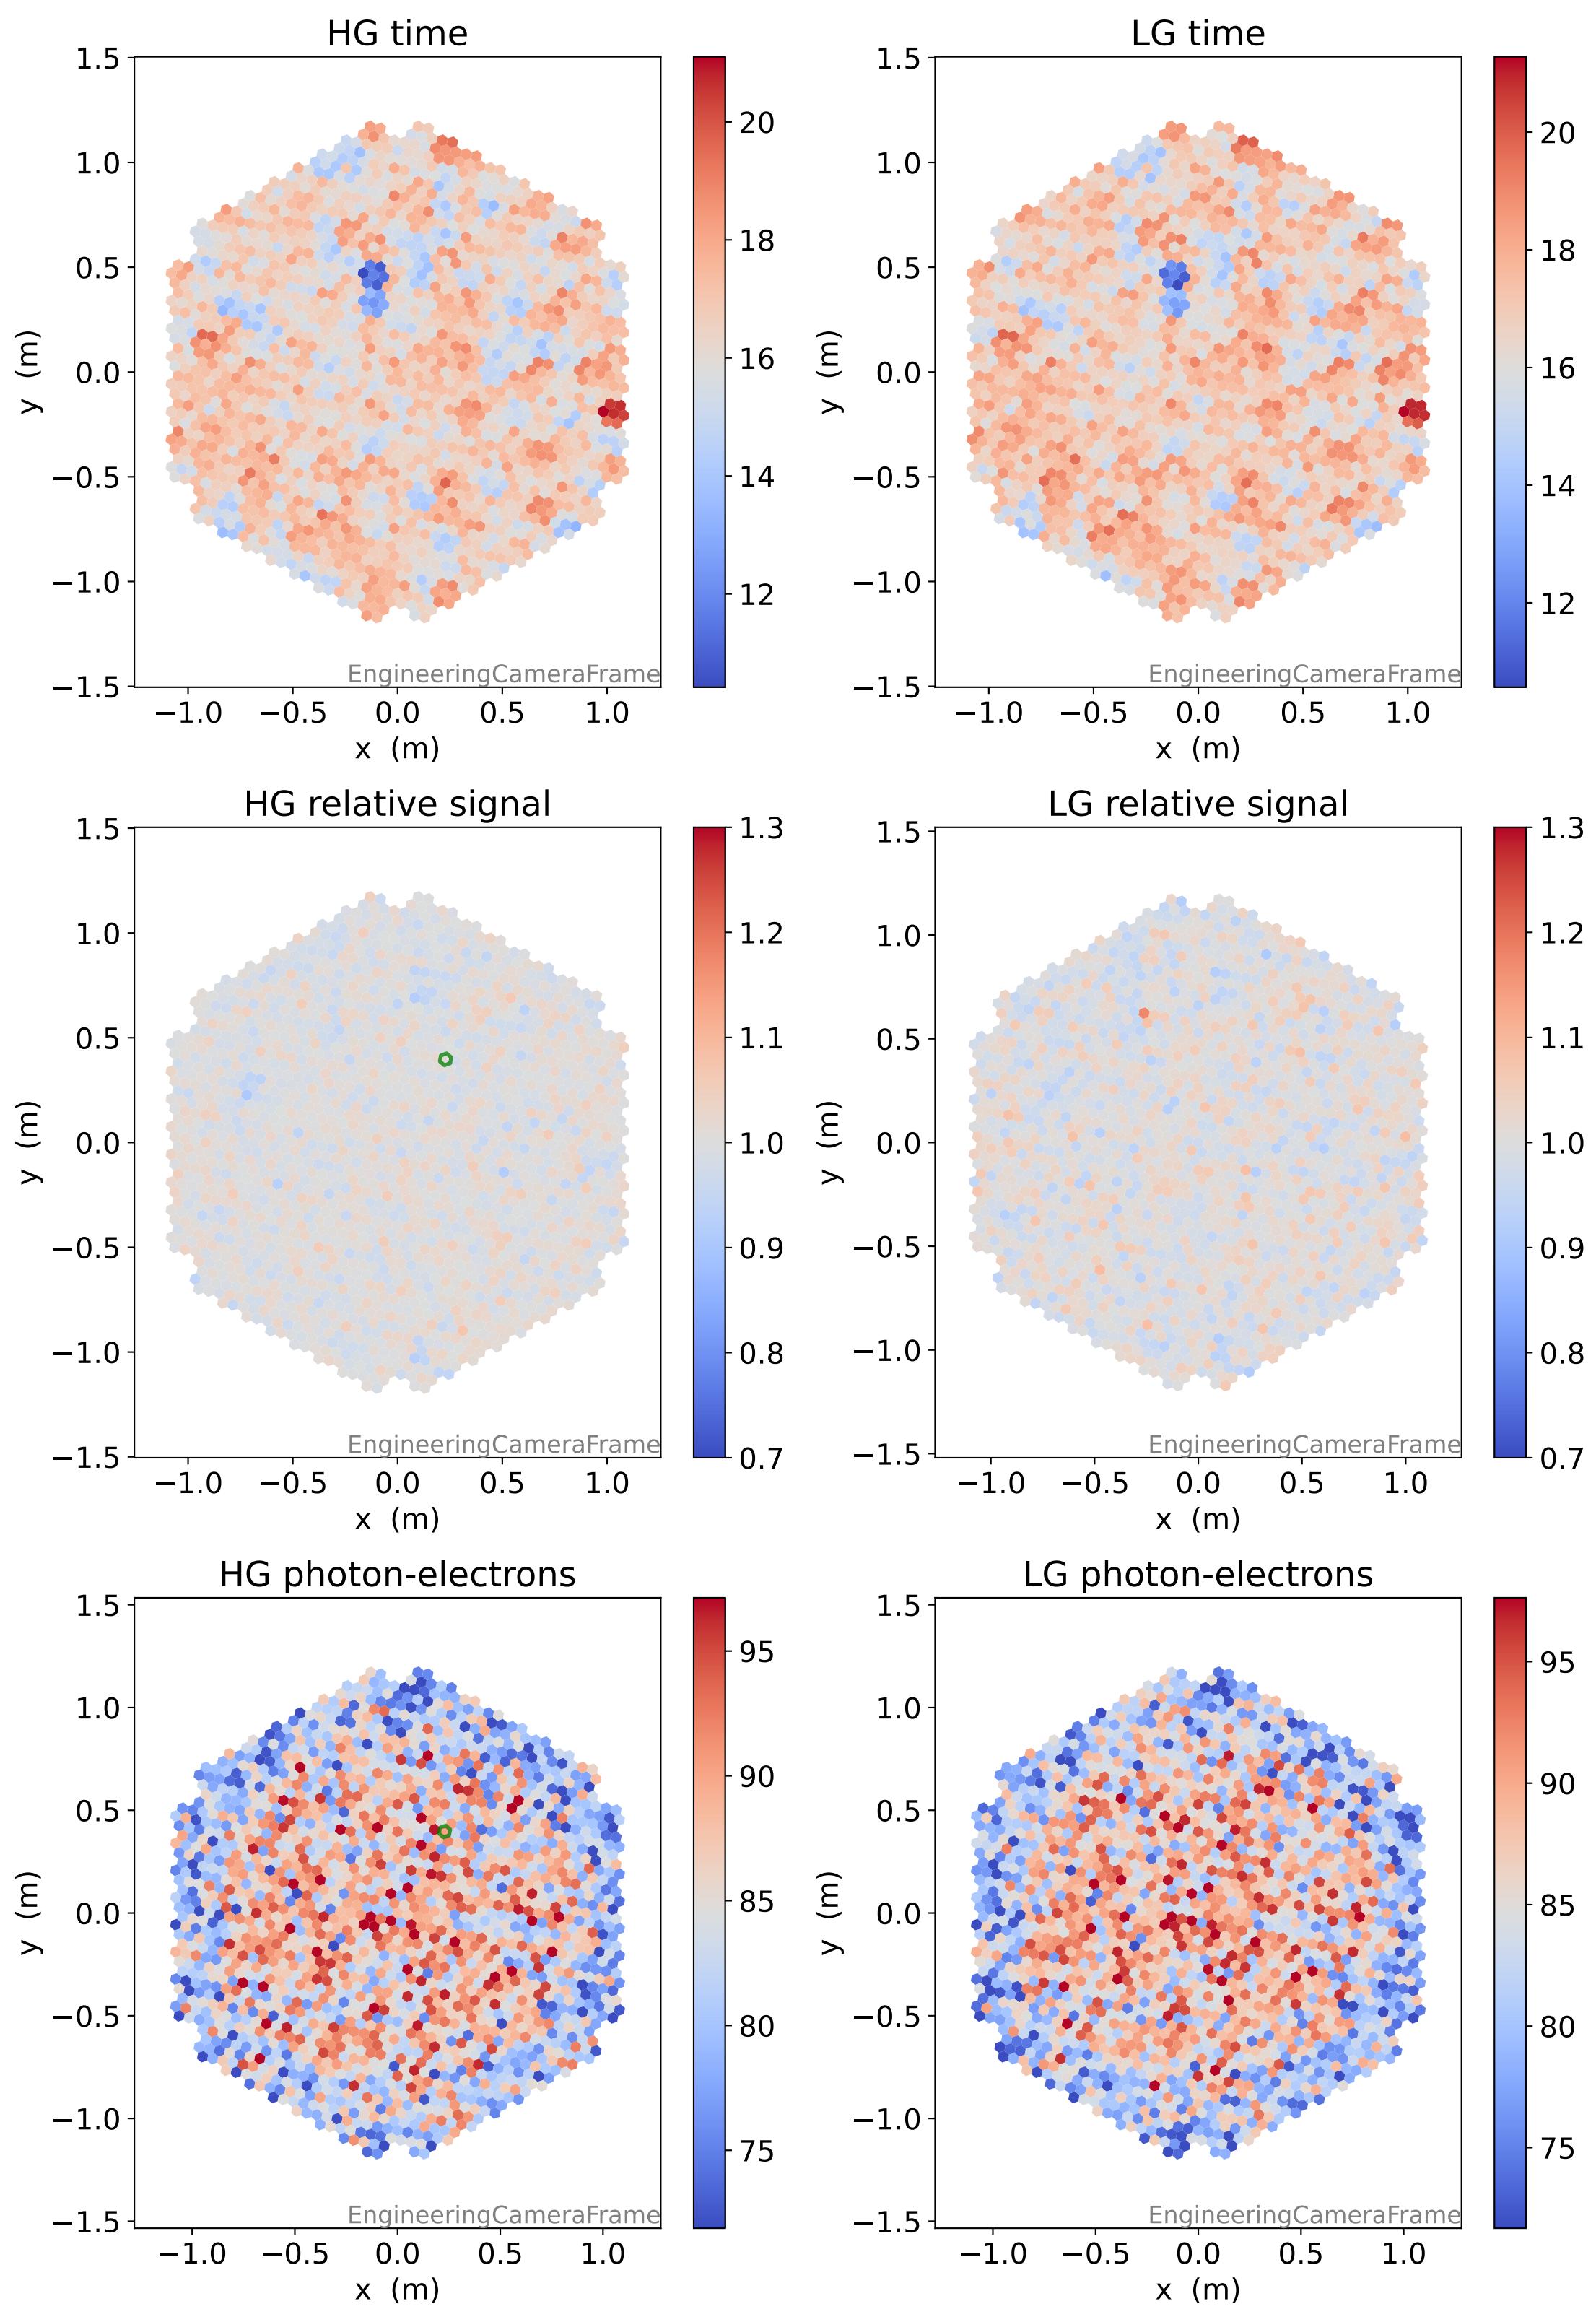 HG time
LG time
1.5
1.0
0.5
0.0
−0.5
−1.0
−1.5
y (m)
−1.0 −0.5 0.0 0.5 1.0
x (m)
EngineeringCameraFrame
20
18
16
14
12
1.5
1.0
0.5
0.0
−0.5
−1.0
−1.5
y (m)
−1.0 −0.5 0.0 0.5 1.0
x (m)
EngineeringCameraFrame
20
18
16
14
12
HG relative signal
LG relative signal
1.5
1.0
0.5
0.0
−0.5
−1.0
−1.5
y (m)
−1.0 −0.5 0.0 0.5 1.0
x (m)
EngineeringCameraFrame
1.3
1.2
1.1
1.0
0.9
0.8
0.7
1.5
1.0
0.5
0.0
−0.5
−1.0
−1.5
y (m)
−1.0 −0.5 0.0 0.5 1.0
x (m)
EngineeringCameraFrame
1.3
1.2
1.1
1.0
0.9
0.8
0.7
HG photon-electrons
LG photon-electrons
1.5
1.0
0.5
0.0
−0.5
−1.0
−1.5
y (m)
−1.0 −0.5 0.0 0.5 1.0
x (m)
EngineeringCameraFrame
95
90
85
80
75
1.5
1.0
0.5
0.0
−0.5
−1.0
−1.5
y (m)
−1.0 −0.5 0.0 0.5 1.0
x (m)
EngineeringCameraFrame
95
90
85
80
75